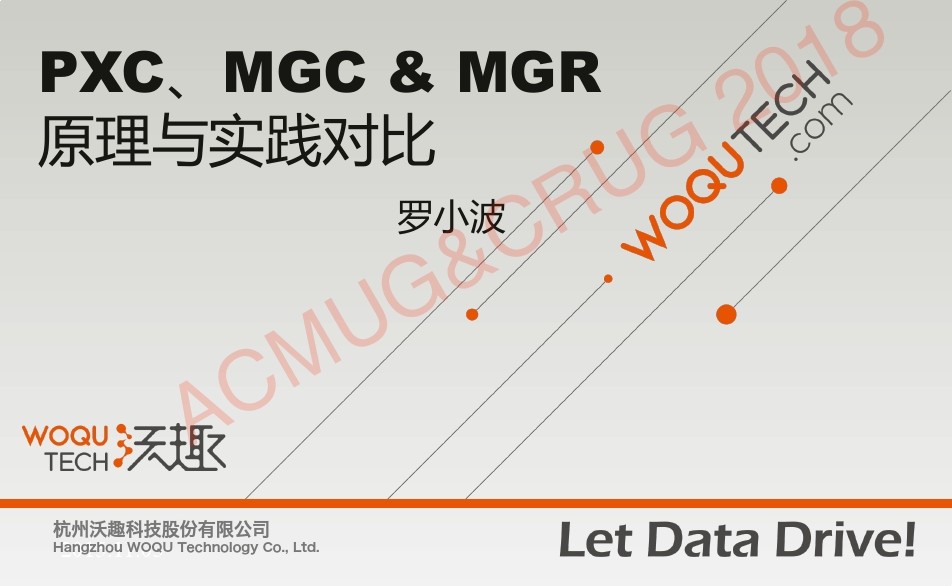 PXC、MGC & MGR
原理与实践对比
罗小波
WOQUTECH
.com
ACMUG&CRUG 2018
WOQU
TECH
沃趣
杭州沃趣科技股份有限公司
Hangzhou WOQU Technology Co., Ltd.
Let Data Drive!